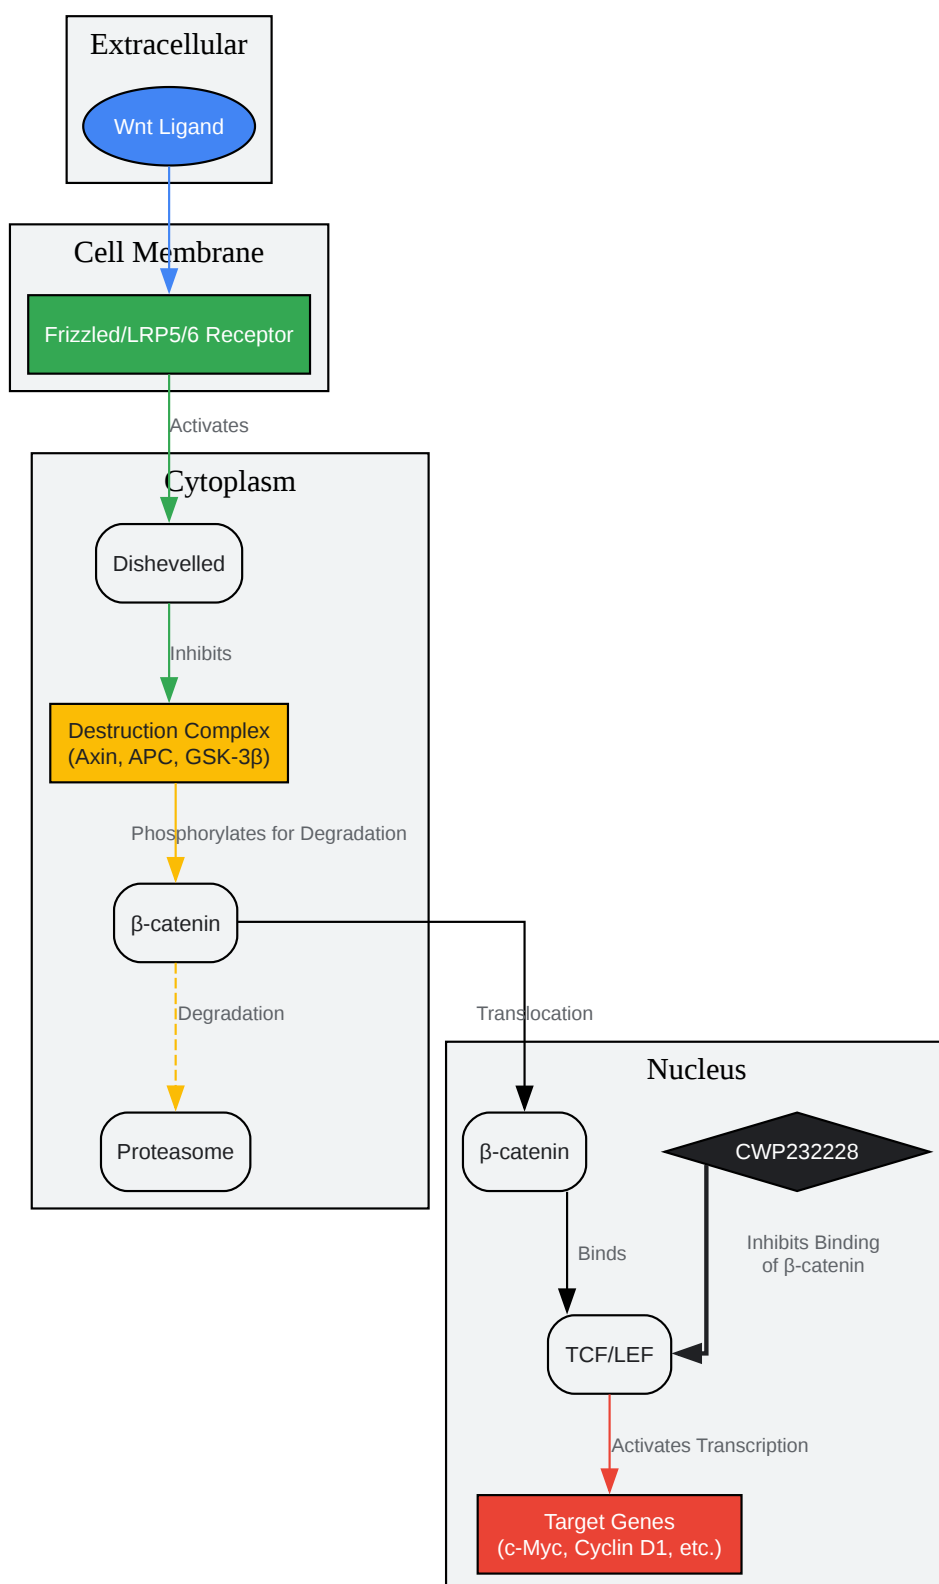 Extracellular
Wnt Ligand
Cell Membrane
Frizzled/LRP5/6 Receptor
Activates
Cytoplasm
Dishevelled
Inhibits
Destruction Complex
(Axin, APC, GSK-3β)
Phosphorylates for Degradation
β-catenin
Degradation
Translocation
Nucleus
Proteasome
β-catenin
CWP232228
Inhibits Binding
of β-catenin
Binds
TCF/LEF
Activates Transcription
Target Genes
(c-Myc, Cyclin D1, etc.)